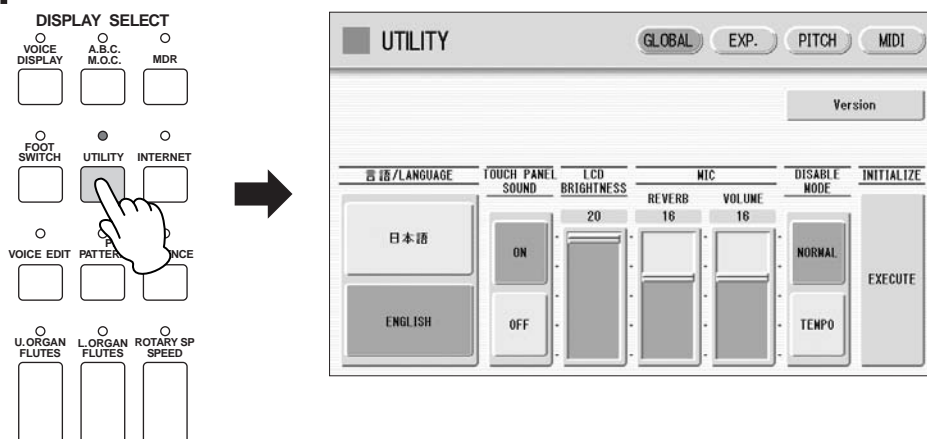 DISPLAY SELECT
VOICE DISPLAY
A.B.C. M.O.C.
MDR
FOOT SWITCH
UTILITY
INTERNET
VOICE EDIT
U.ORGAN FLUTES
L.ORGAN FLUTES
ROTARY SP SPEED
UTILITY
GLOBAL
EXP.
PITCH
MIDI
Version
言語/LANGUAGE
TOUCH PANEL
SOUND
LCD
BRIGHTNESS
MIC
DISABLE
MODE
INITIALIZE
REVERB
VOLUME
20
16
16
日本語
ON
NORMAL
EXECUTE
ENGLISH
OFF
TEMPO